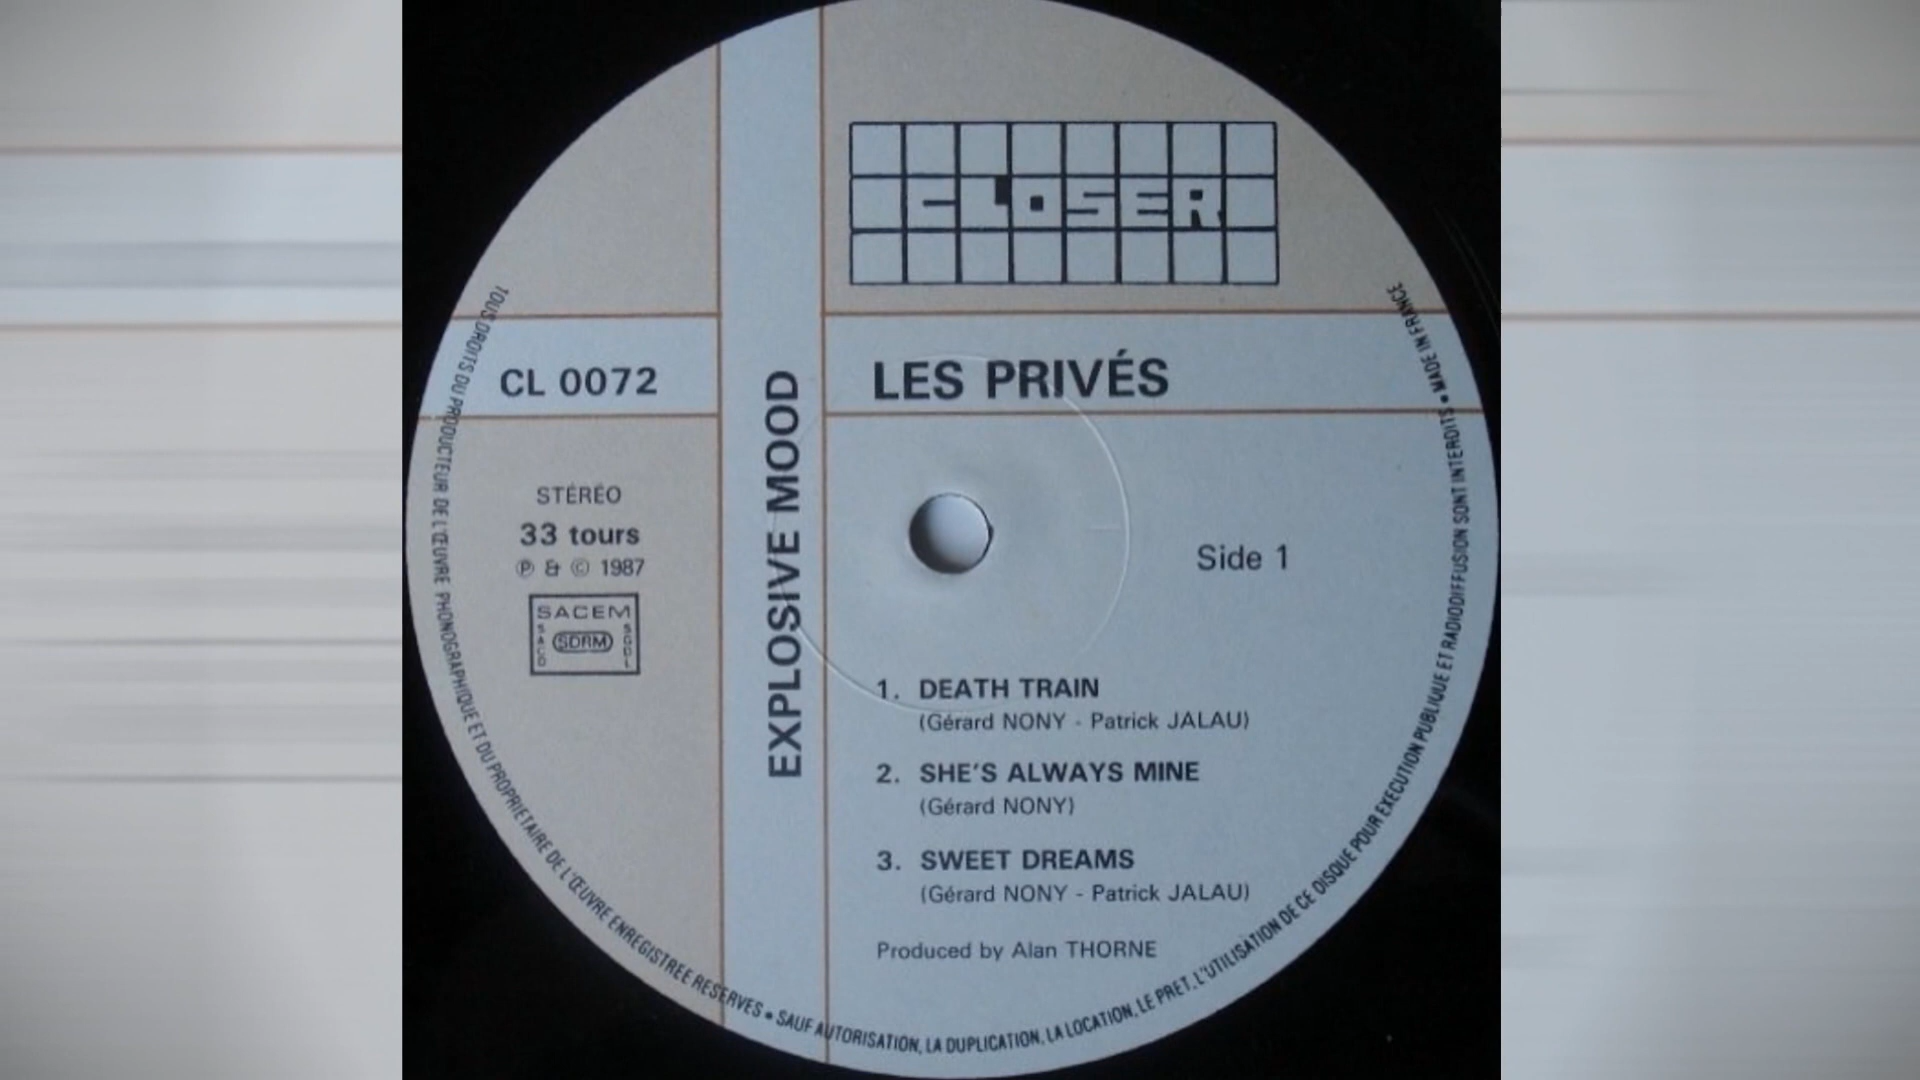 CLOSER
CL 0072
LES PRIVÉS
EXPLOSIVE MOOD
STÉRÉO
33 tours
Ⓟ & © 1987
SACEM
SACD
SDRM
SGDL
Side 1
1. DEATH TRAIN
(Gérard NONY - Patrick JALAU)
2. SHE'S ALWAYS MINE
(Gérard NONY)
3. SWEET DREAMS
(Gérard NONY - Patrick JALAU)
Produced by Alan THORNE
TOUS DROITS DU PRODUCTEUR DE L'ŒUVRE PHONOGRAPHIQUE ET DU PROPRIETAIRE DE L'ŒUVRE ENREGISTREE RESERVES • SAUF AUTORISATION, LA DUPLICATION, LA LOCATION, LE PRET, L'UTILISATION DE CE DISQUE POUR EXECUTION PUBLIQUE ET RADIODIFFUSION SONT INTERDITS • MADE IN FRANCE